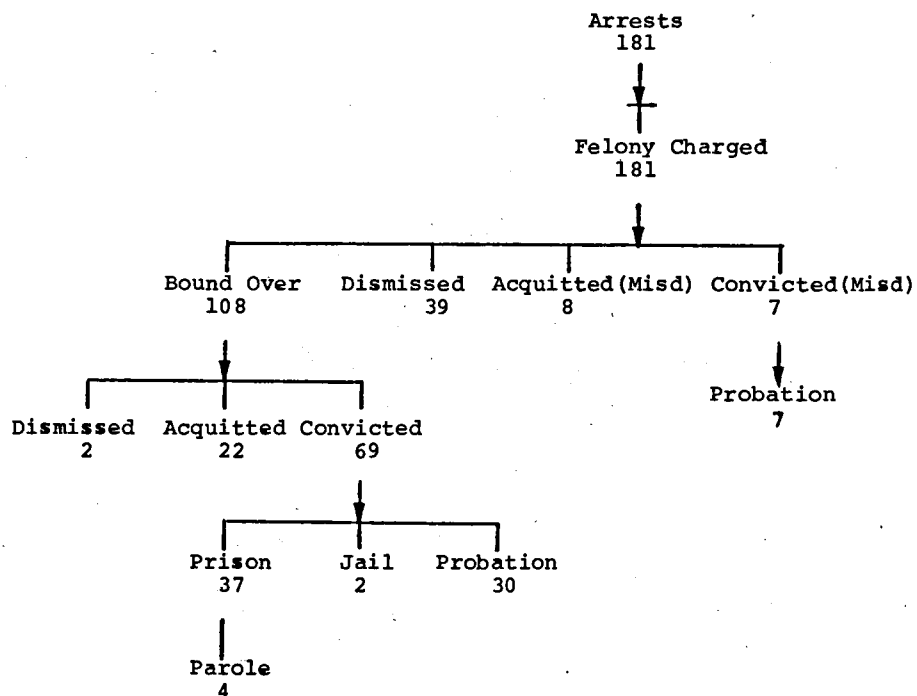 Arrests
181
Felony Charged
181
Bound Over Dismissed Acquitted(Misd) Convicted(Misd)
108 39 8 7
Probation
7
Dismissed Acquitted Convicted
2 22 69
Prison Jail Probation
37 2 30
Parole
4